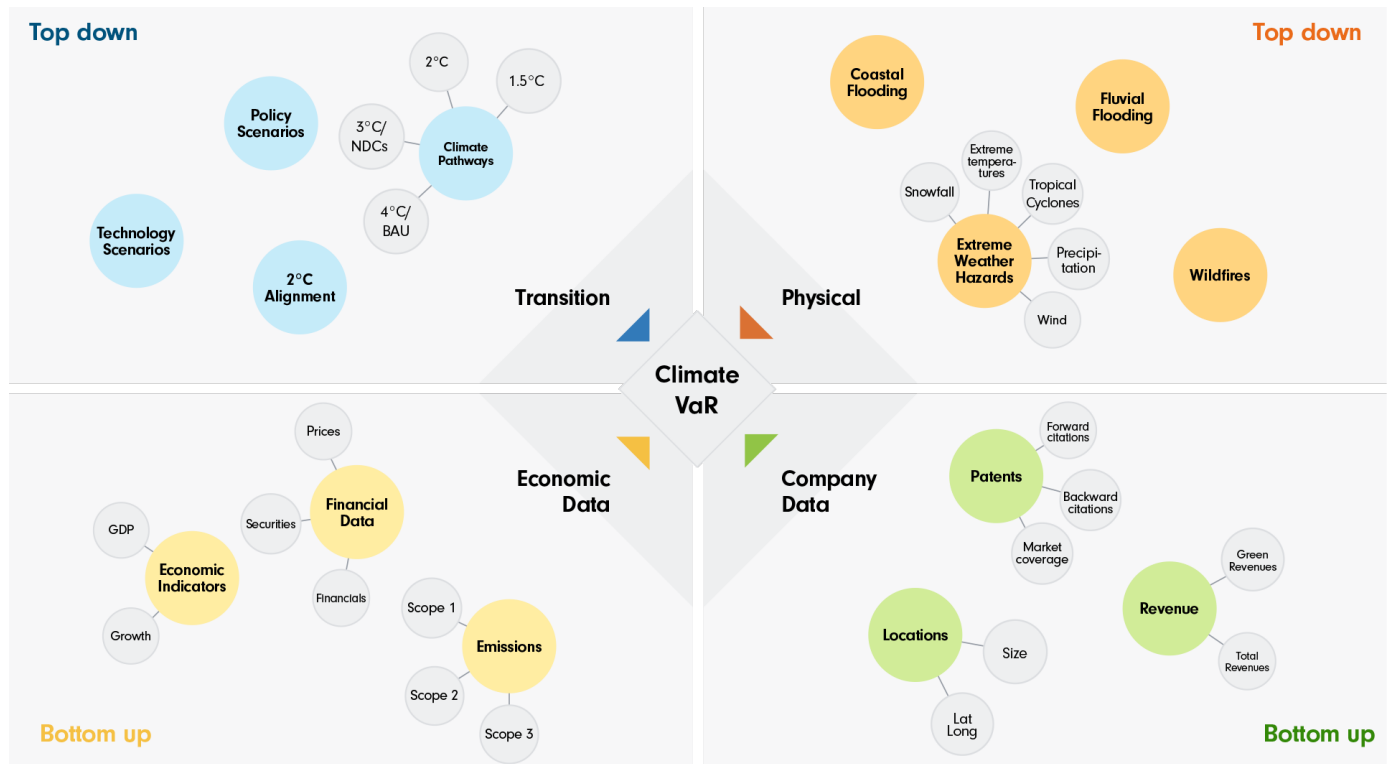 Top down
2°C
1.5°C
Policy
Scenarios
3°C/
NDCs
Climate
Pathways
4°C/
BAU
Technology
Scenarios
2°C
Alignment
Transition
Top down
Coastal
Flooding
Fluvial
Flooding
Extreme
tempera-
tures
Snowfall
Tropical
Cyclones
Extreme
Weather
Hazards
Precipi-
tation
Wildfires
Wind
Physical
Climate
VaR
Economic
Data
Prices
Financial
Data
Securities
GDP
Economic
Indicators
Financials
Growth
Scope 1
Emissions
Scope 2
Scope 3
Bottom up
Company
Data
Forward
citations
Patents
Backward
citations
Market
coverage
Green
Revenues
Revenue
Total
Revenues
Locations
Size
Lat
Long
Bottom up